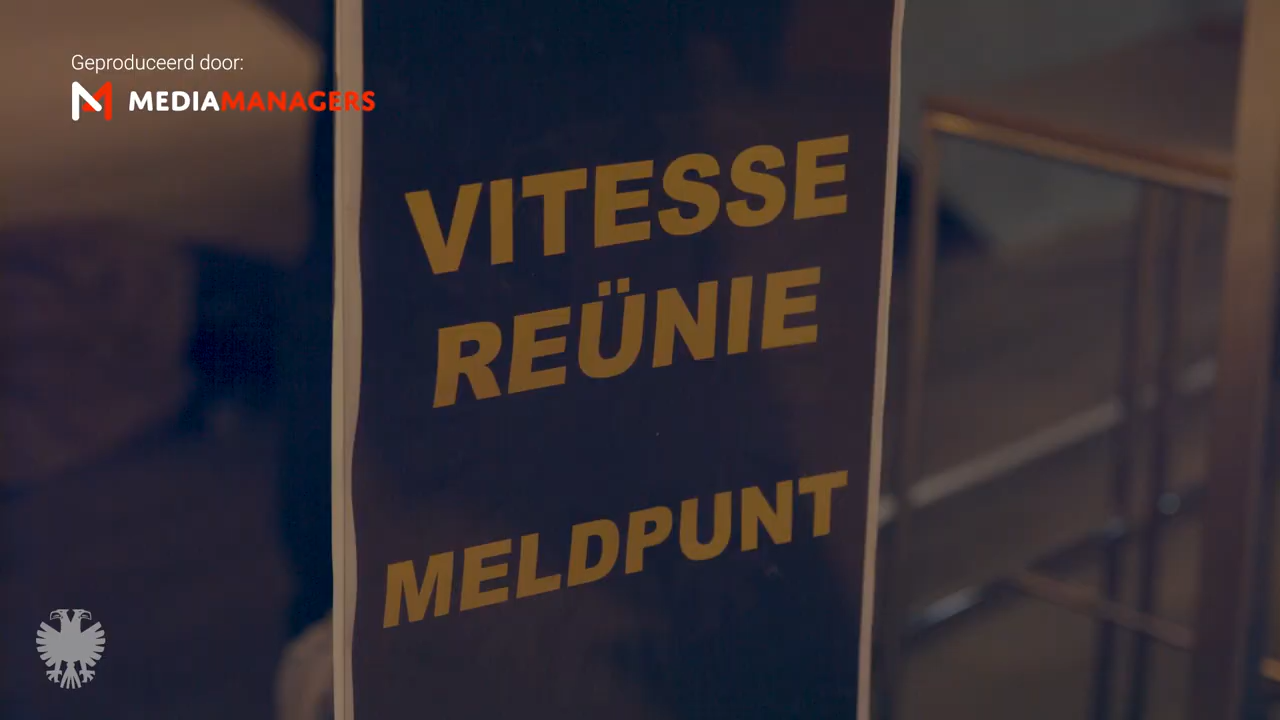 Geproduceerd door:
MEDIAMANAGERS
VITESSE
REÜNIE
MELDPUNT